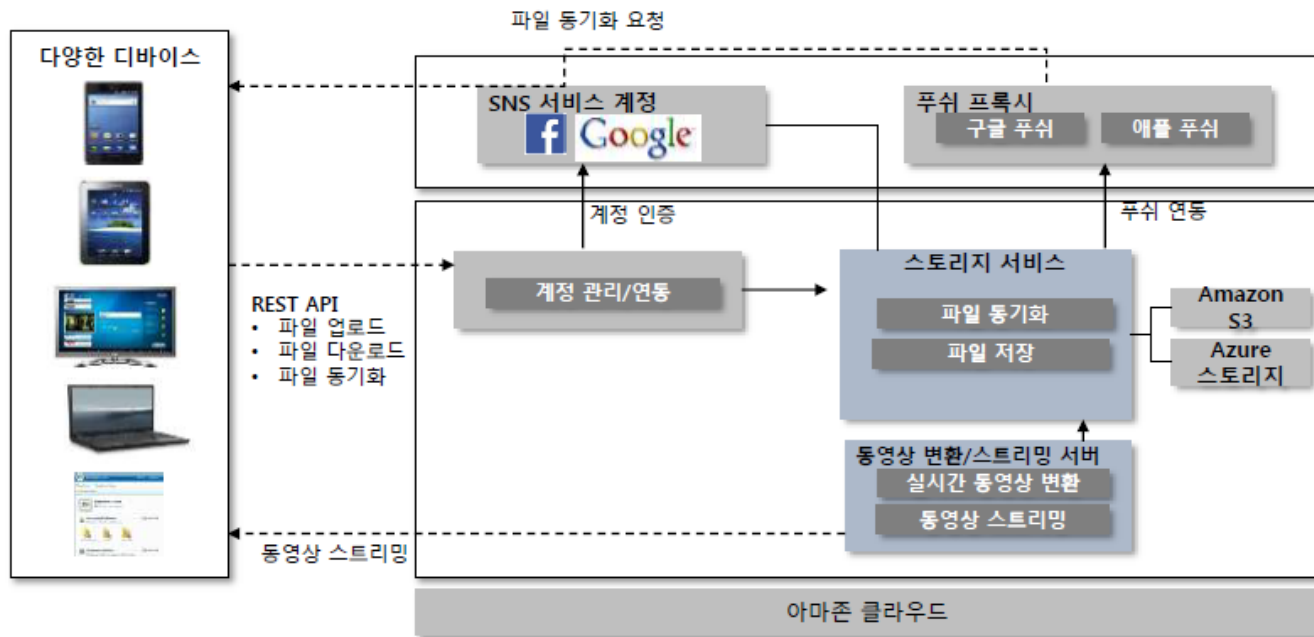 파일 동기화 요청
다양한 디바이스
SNS 서비스 계정
Google
푸쉬 프록시
구글 푸쉬
애플 푸쉬
계정 인증
푸쉬 연동
계정 관리/연동
스토리지 서비스
파일 동기화
파일 저장
Amazon
S3
Azure
스토리지
REST API
• 파일 업로드
• 파일 다운로드
• 파일 동기화
동영상 변환/스트리밍 서버
실시간 동영상 변환
동영상 스트리밍
동영상 스트리밍
아마존 클라우드